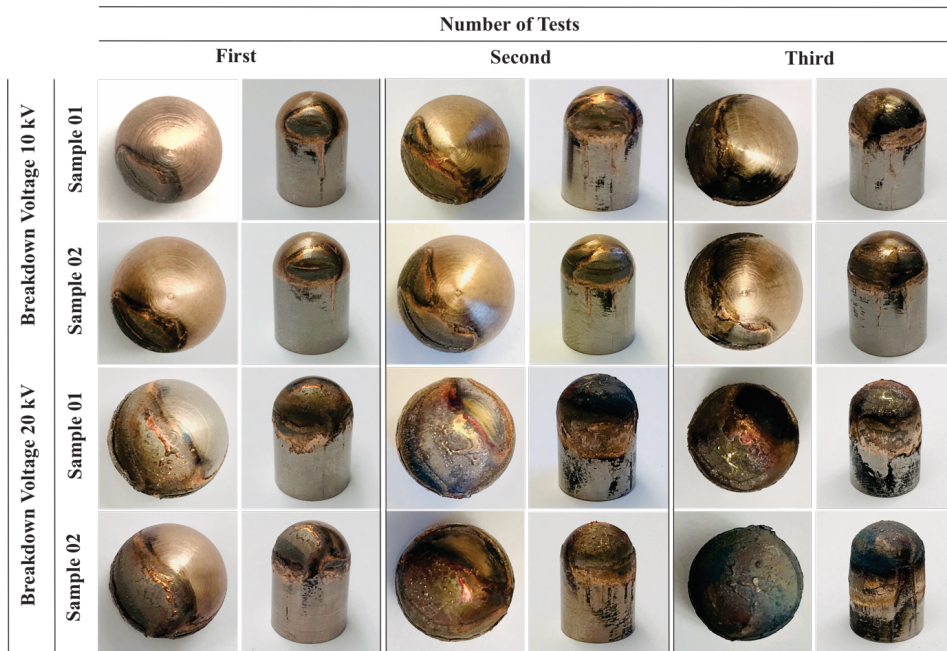 Number of Tests
First Second Third
Breakdown Voltage 10 kV
Sample 01
Sample 02
Breakdown Voltage 20 kV
Sample 01
Sample 02